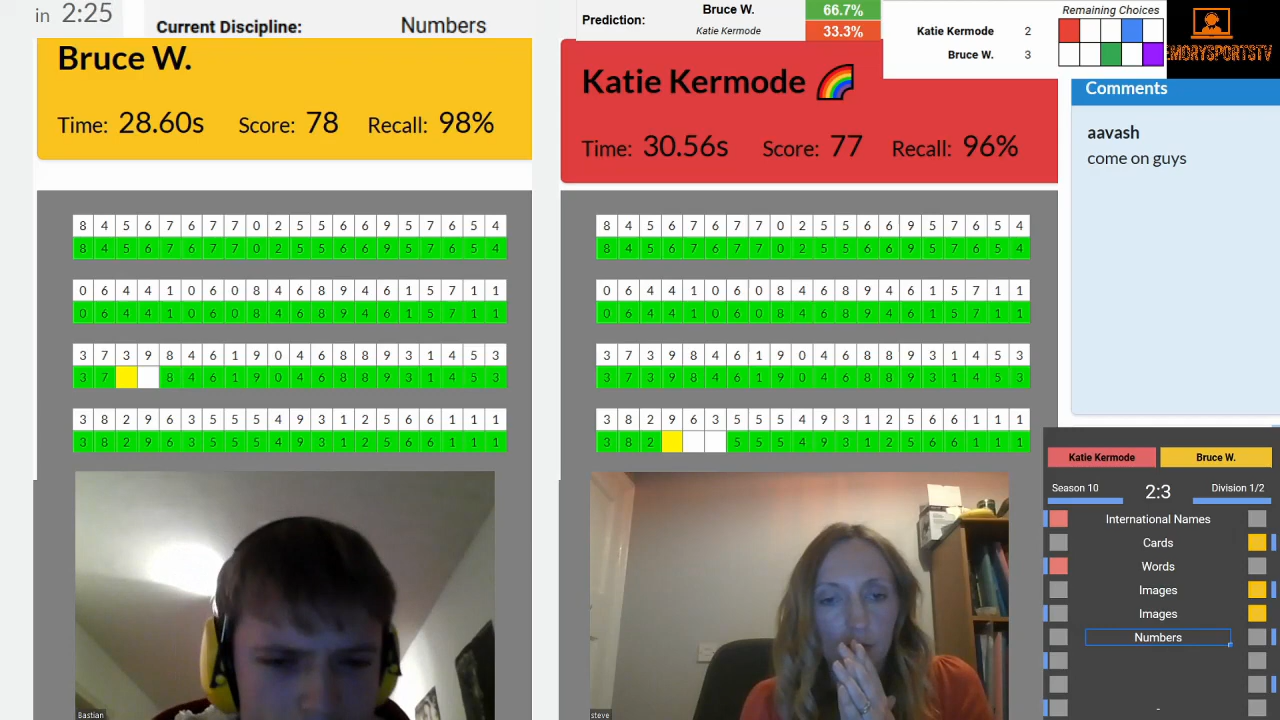 in 2:25
Current Discipline: Numbers
Prediction:
Bruce W. 66.7%
Katie Kermode 33.3%
Remaining Choices
Katie Kermode 2
Bruce W. 3
EMORYSPORTSTV
Bruce W.
Time: 28.60s Score: 78 Recall: 98%
8 4 5 6 7 6 7 7 0 2 5 5 6 6 9 5 7 6 5 4
8 4 5 6 7 6 7 7 0 2 5 5 6 6 9 5 7 6 5 4
0 6 4 4 1 0 6 0 8 4 6 8 9 4 6 1 5 7 1 1
0 6 4 4 1 0 6 0 8 4 6 8 9 4 6 1 5 7 1 1
3 7 3 9 8 4 6 1 9 0 4 6 8 8 9 3 1 4 5 3
3 7 8 4 6 1 9 0 4 6 8 8 9 3 1 4 5 3
3 8 2 9 6 3 5 5 5 4 9 3 1 2 5 6 6 1 1 1
3 8 2 9 6 3 5 5 5 4 9 3 1 2 5 6 6 1 1 1
Bastian
Katie Kermode
Time: 30.56s Score: 77 Recall: 96%
8 4 5 6 7 6 7 7 0 2 5 5 6 6 9 5 7 6 5 4
8 4 5 6 7 6 7 7 0 2 5 5 6 6 9 5 7 6 5 4
0 6 4 4 1 0 6 0 8 4 6 8 9 4 6 1 5 7 1 1
0 6 4 4 1 0 6 0 8 4 6 8 9 4 6 1 5 7 1 1
3 7 3 9 8 4 6 1 9 0 4 6 8 8 9 3 1 4 5 3
3 7 3 9 8 4 6 1 9 0 4 6 8 8 9 3 1 4 5 3
3 8 2 9 6 3 5 5 5 4 9 3 1 2 5 6 6 1 1 1
3 8 2 5 5 5 4 9 3 1 2 5 6 6 1 1 1
steve
Comments
aavash
come on guys
Katie Kermode Bruce W.
Season 10 2:3 Division 1/2
International Names
Cards
Words
Images
Images
Numbers
-